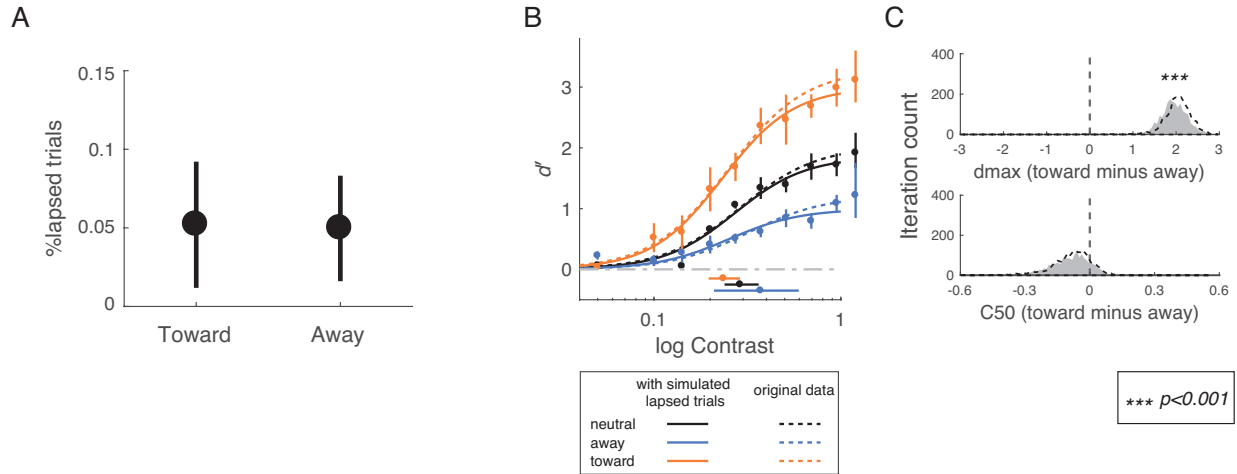 A
%lapsed trials
0.15
0.1
0.05
0
Toward
Away
B
d′
3
2
1
0
0.1
1
log Contrast
with simulated
lapsed trials
original data
neutral
away
toward
C
Iteration count
400
200
0
***
-3
-2
-1
0
1
2
3
dmax (toward minus away)
400
200
0
-0.6
-0.3
0
0.3
0.6
C50 (toward minus away)
*** p<0.001